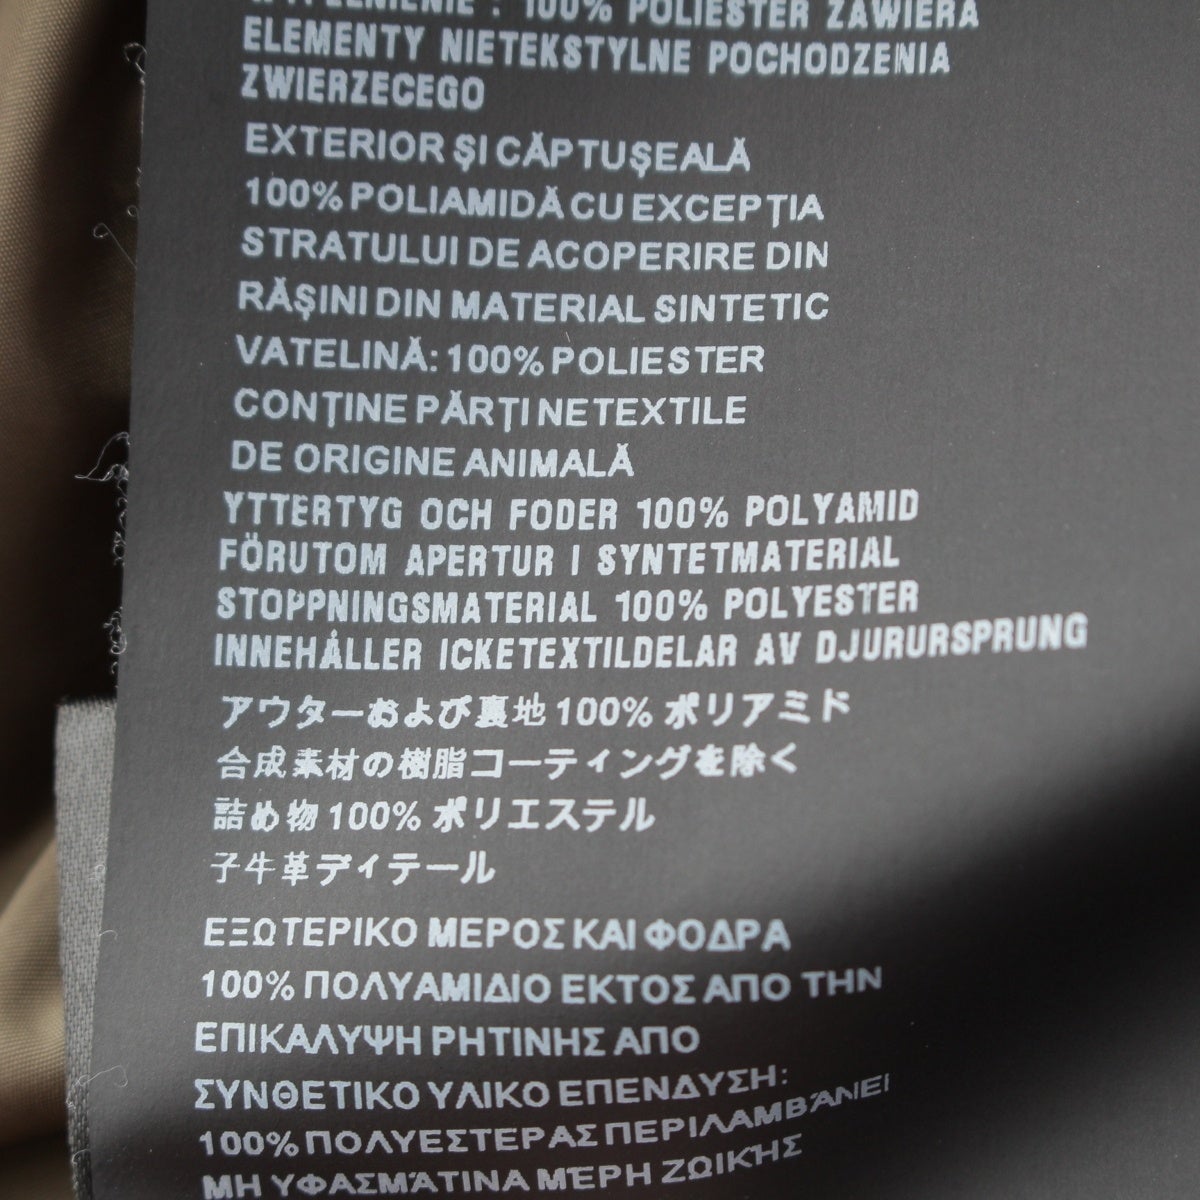 WYPEŁNIENIE : 100% POLIESTER ZAWIERA
ELEMENTY NIETEKSTYLNE POCHODZENIA
ZWIERZECEGO
EXTERIOR ŞI CĂPTUŞEALĂ
100% POLIAMIDĂ CU EXCEPŢIA
STRATULUI DE ACOPERIRE DIN
RĂŞINI DIN MATERIAL SINTETIC
VATELINĂ: 100% POLIESTER
CONŢINE PĂRŢI NETEXTILE
DE ORIGINE ANIMALĂ
YTTERTYG OCH FODER 100% POLYAMID
FÖRUTOM APERTUR I SYNTETMATERIAL
STOPPNINGSMATERIAL 100% POLYESTER
INNEHÅLLER ICKETEXTILDELAR AV DJURURSPRUNG
アウターおよび裏地 100% ポリアミド
合成素材の樹脂コーティングを除く
詰め物 100% ポリエステル
子牛革ディテール
ΕΞΩΤΕΡΙΚΟ ΜΕΡΟΣ ΚΑΙ ΦΟΔΡΑ
100% ΠΟΛΥΑΜΙΔΙΟ ΕΚΤΟΣ ΑΠΟ ΤΗΝ
ΕΠΙΚΑΛΥΨΗ ΡΗΤΙΝΗΣ ΑΠΟ
ΣΥΝΘΕΤΙΚΟ ΥΛΙΚΟ ΕΠΕΝΔΥΣΗ:
100% ΠΟΛΥΕΣΤΕΡΑΣ ΠΕΡΙΛΑΜΒΆΝΕΙ
ΜΗ ΥΦΑΣΜΆΤΙΝΑ ΜΈΡΗ ΖΩΙΚΉΣ